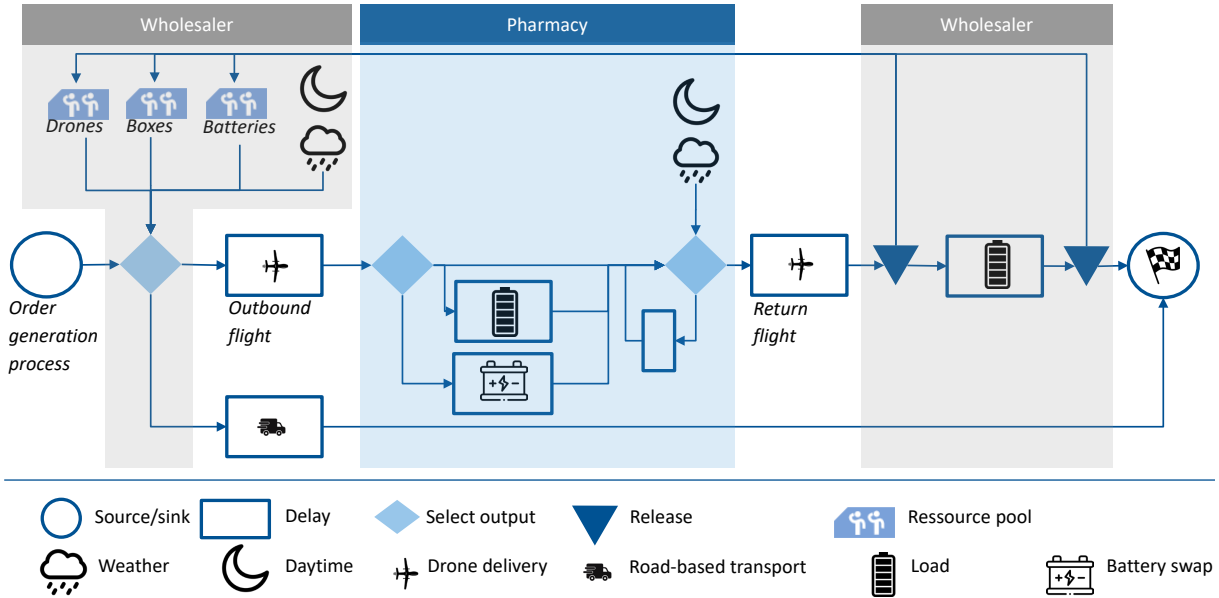 Wholesaler
Pharmacy
Wholesaler
Drones
Boxes
Batteries
Order
generation
process
Outbound
flight
Return
flight
Source/sink
Delay
Select output
Release
Ressource pool
Weather
Daytime
Drone delivery
Road-based transport
Load
Battery swap